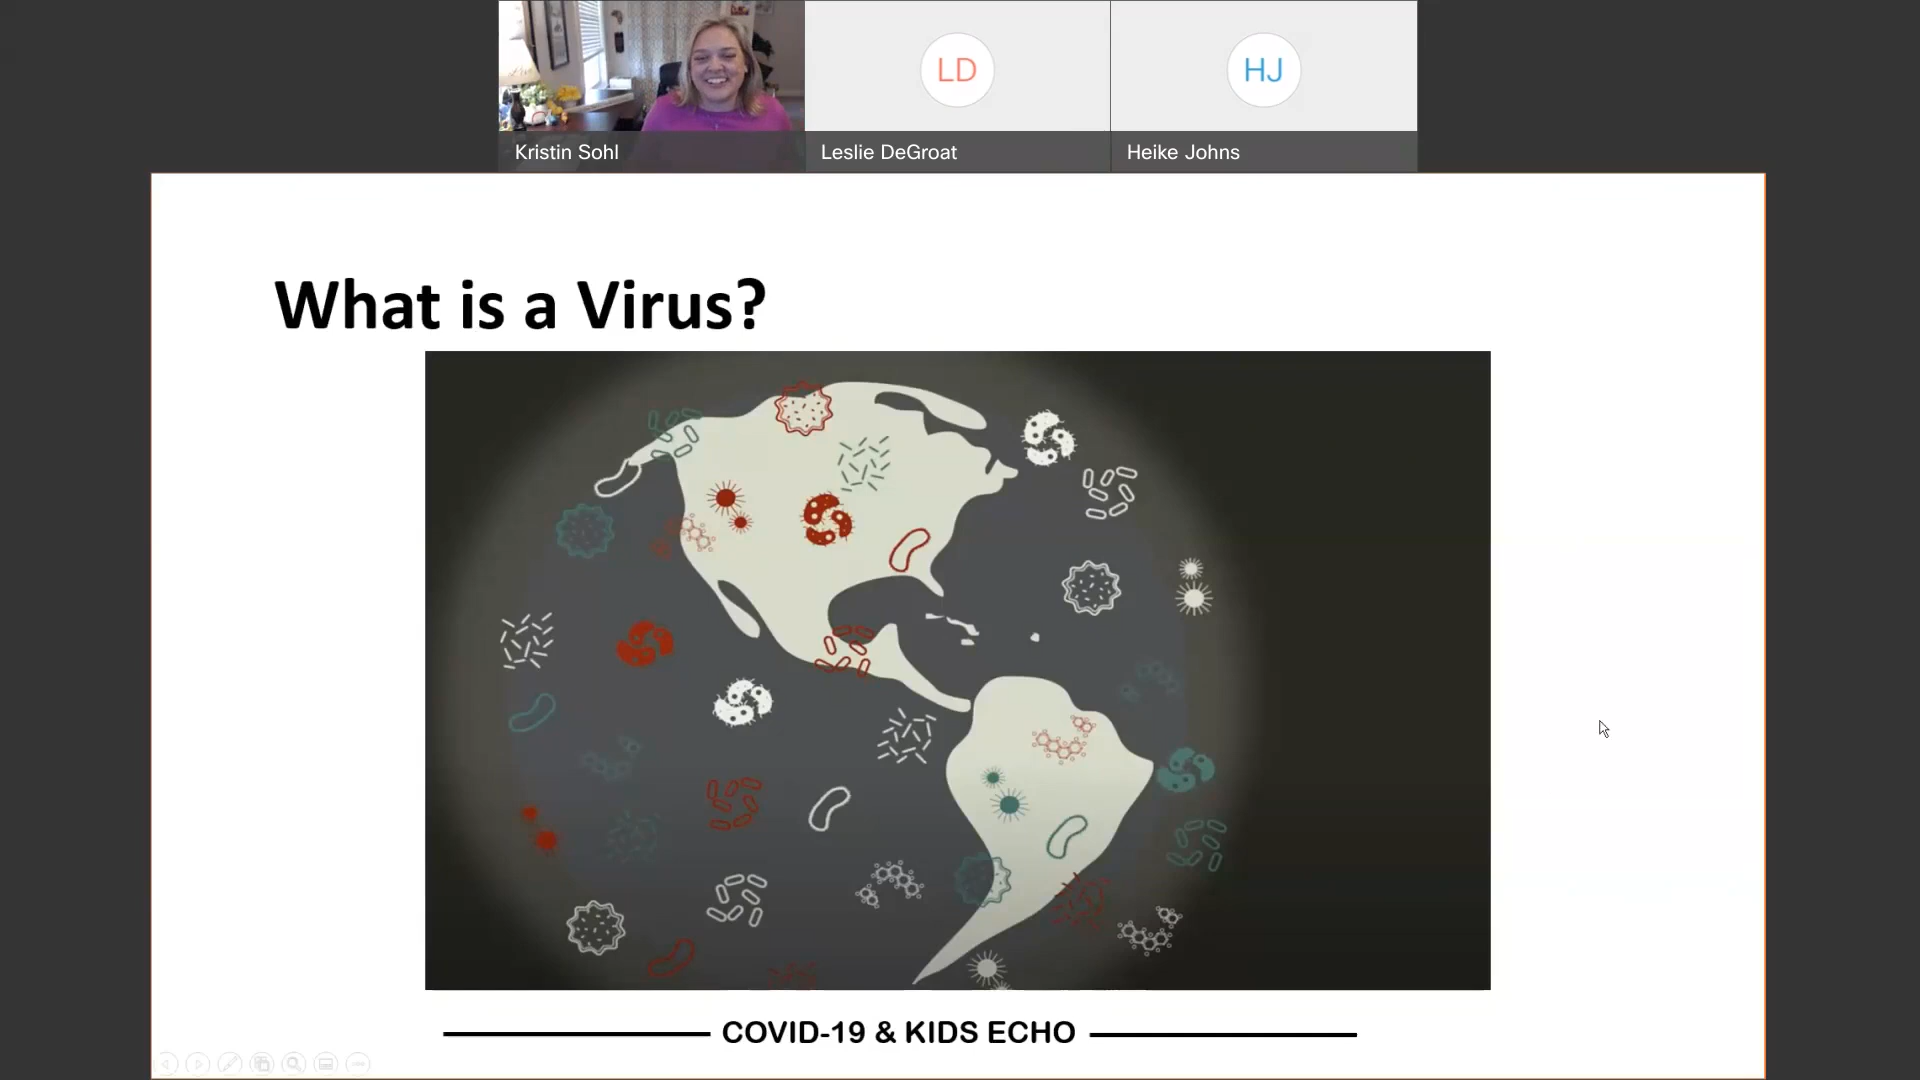 LD
HJ
Kristin Sohl
Leslie DeGroat
Heike Johns
What is a Virus?
COVID-19 & KIDS ECHO